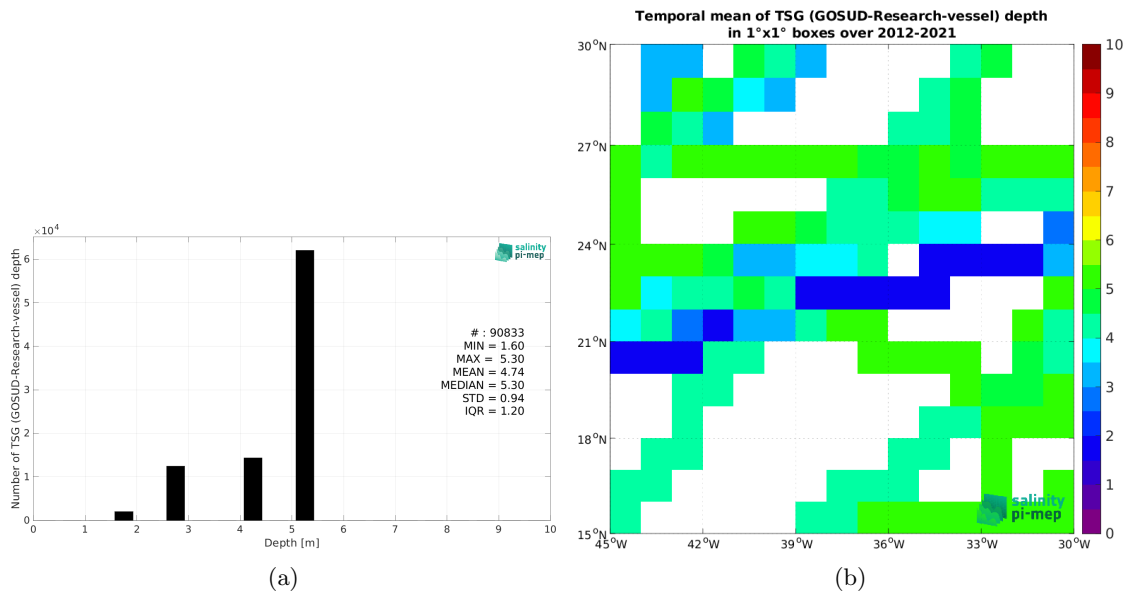 ×10⁴
6
5
4
3
2
1
0
Number of TSG (GOSUD-Research-vessel) depth
0 1 2 3 4 5 6 7 8 9 10
Depth [m]
salinity
pi-mep
# : 90833
MIN = 1.60
MAX = 5.30
MEAN = 4.74
MEDIAN = 5.30
STD = 0.94
IQR = 1.20
(a)
Temporal mean of TSG (GOSUD-Research-vessel) depth
in 1°x1° boxes over 2012-2021
30°N
27°N
24°N
21°N
18°N
15°N
45°W 42°W 39°W 36°W 33°W 30°W
salinity
pi-mep
10
9
8
7
6
5
4
3
2
1
0
(b)